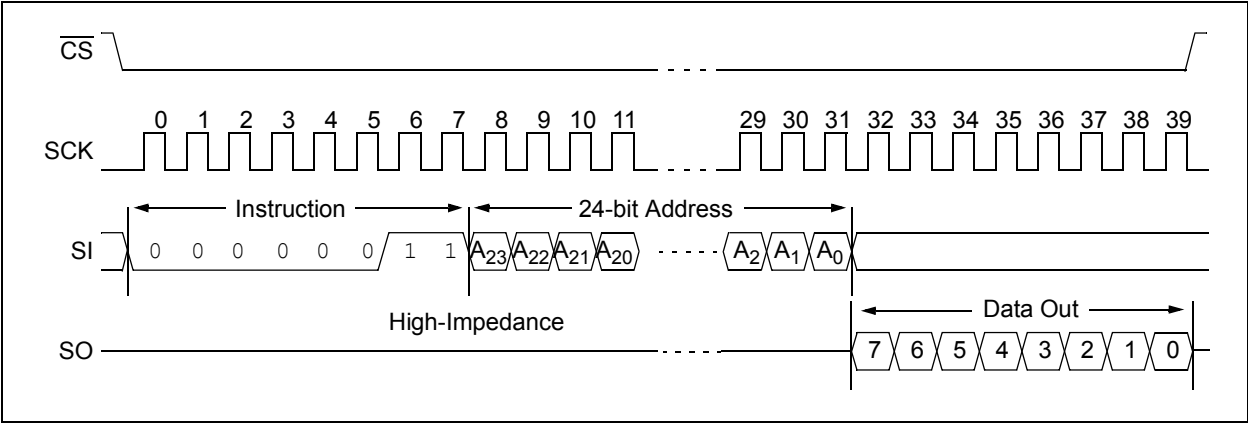 C̅S̅
0 1 2 3 4 5 6 7 8 9 10 11 29 30 31 32 33 34 35 36 37 38 39
SCK
Instruction 24-bit Address
SI 0 0 0 0 0 0 1 1 A23 A22 A21 A20 A2 A1 A0
Data Out
High-Impedance
SO 7 6 5 4 3 2 1 0